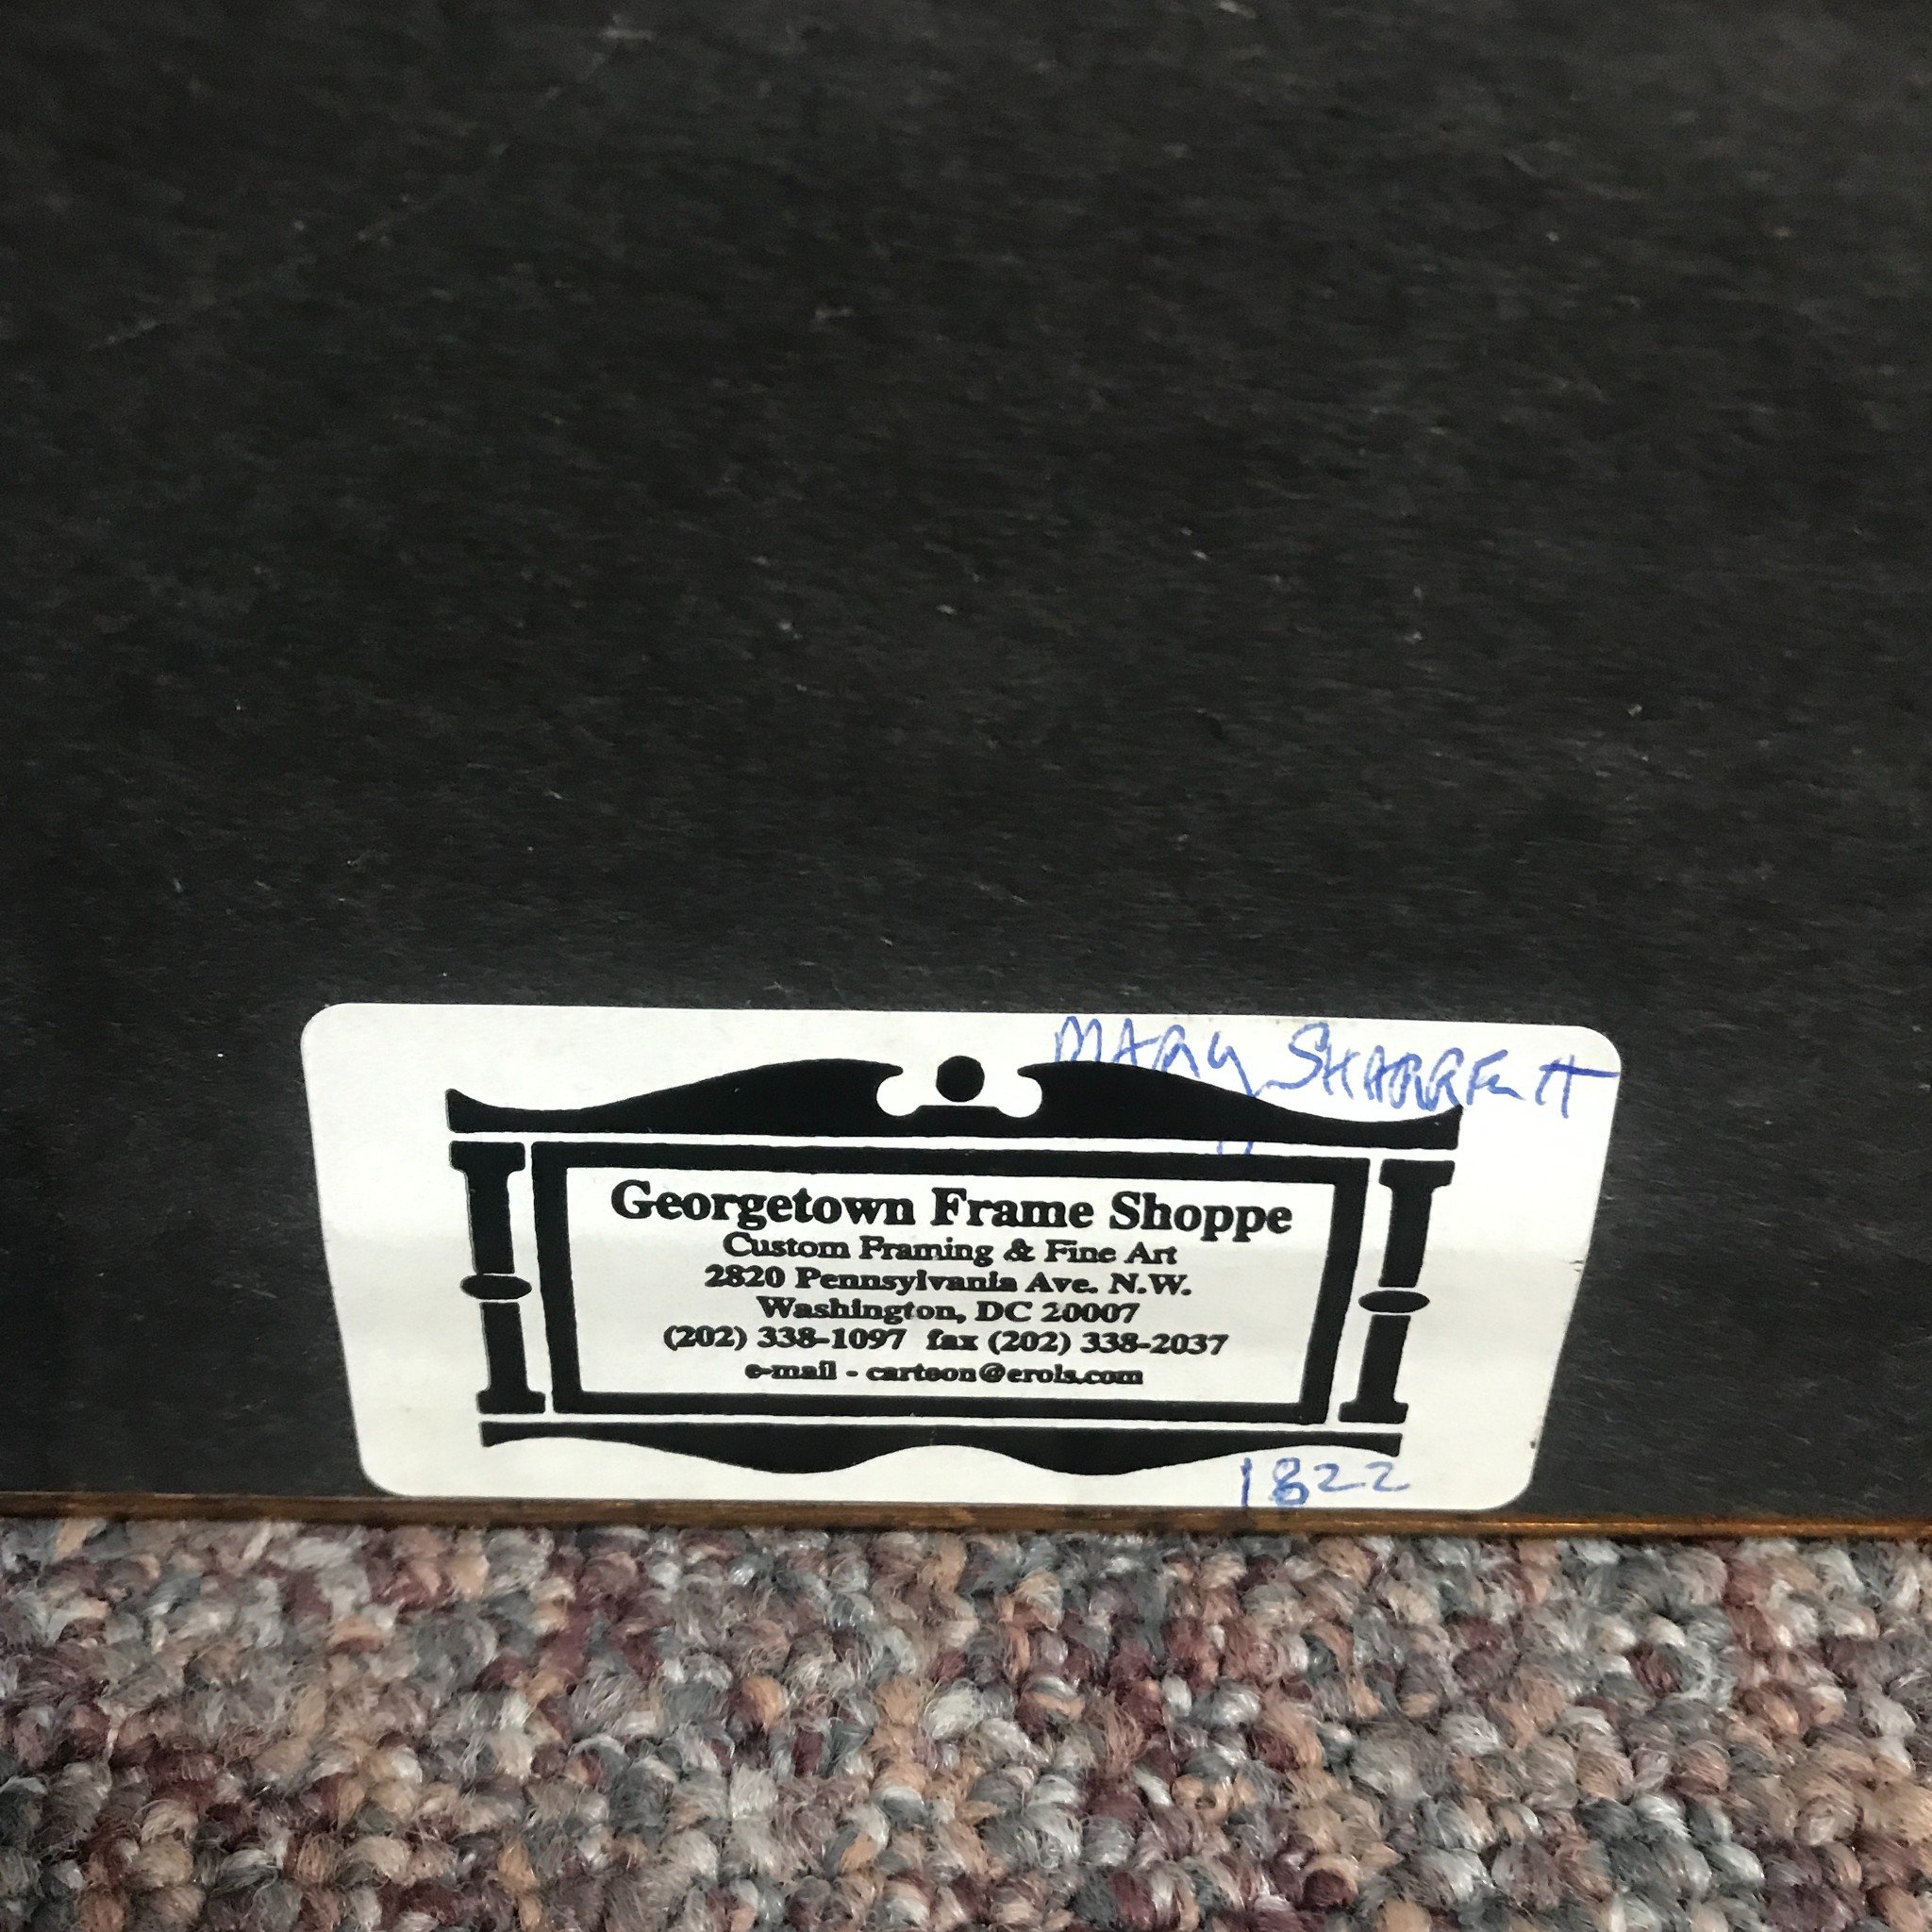 MARY SHARRETT
Georgetown Frame Shoppe
Custom Framing & Fine Art
2820 Pennsylvania Ave. N.W.
Washington, DC 20007
(202) 338-1097 fax (202) 338-2037
e-mail - cartoon@erols.com
1822